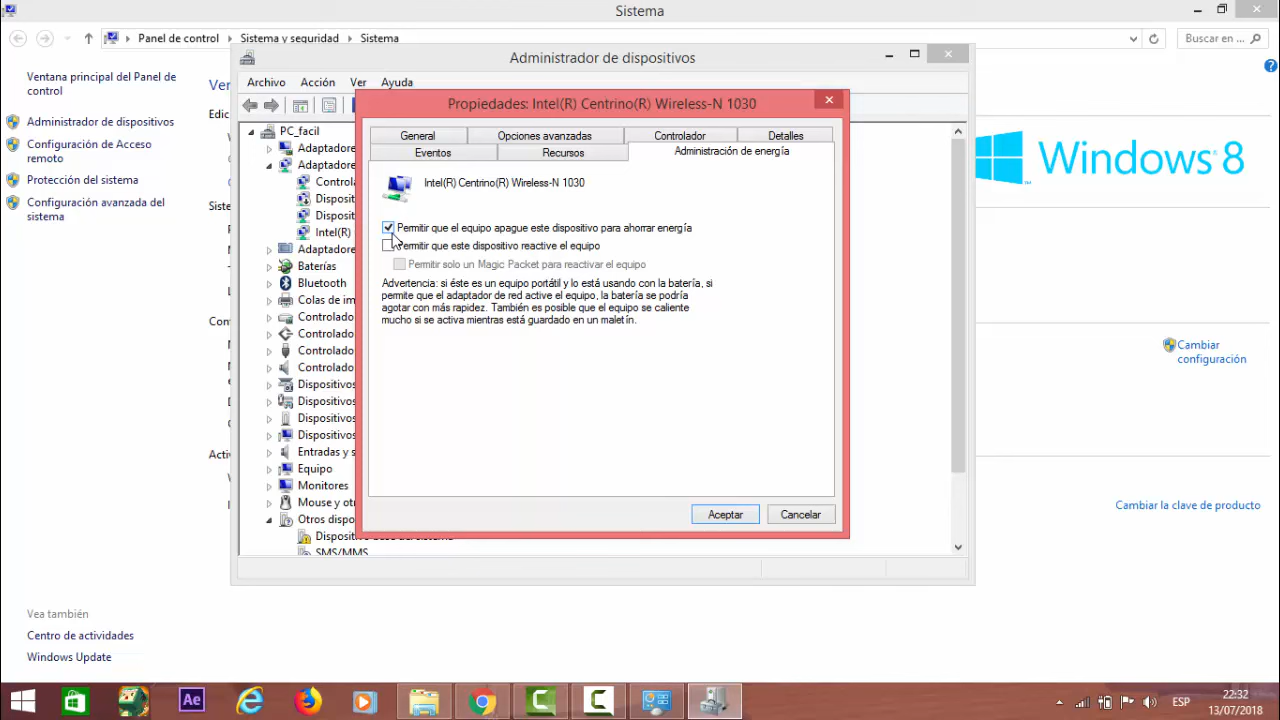 Sistema
Panel de control
Sistema y seguridad
Sistema
Buscar en ...
Ventana principal del Panel de
control
Administrador de dispositivos
Configuración de Acceso
remoto
Protección del sistema
Configuración avanzada del
sistema
Vea también
Centro de actividades
Windows Update
Ver
Edic
Siste
Non
Acti
Administrador de dispositivos
Archivo
Acción
Ver
Ayuda
PC_facil
Adaptadore
Adaptadore
Controla
Disposit
Disposit
Intel(R)
Adaptadore
Baterías
Bluetooth
Colas de im
Controlado
Controlado
Controlado
Controlado
Dispositivos
Dispositivos
Dispositivos
Dispositivos
Entradas y s
Equipo
Monitores
Mouse y otr
Otros dispo
SMS/MMS
Propiedades: Intel(R) Centrino(R) Wireless-N 1030
General
Opciones avanzadas
Controlador
Detalles
Eventos
Recursos
Administración de energía
Intel(R) Centrino(R) Wireless-N 1030
Permitir que el equipo apague este dispositivo para ahorrar energía
Permitir que este dispositivo reactive el equipo
Permitir solo un Magic Packet para reactivar el equipo
Advertencia: si éste es un equipo portátil y lo está usando con la batería, si
permite que el adaptador de red active el equipo, la batería se podría
agotar con más rapidez. También es posible que el equipo se caliente
mucho si se activa mientras está guardado en un maletín.
Aceptar
Cancelar
Windows 8
Cambiar
configuración
Cambiar la clave de producto
Ae
ESP
22:32
13/07/2018